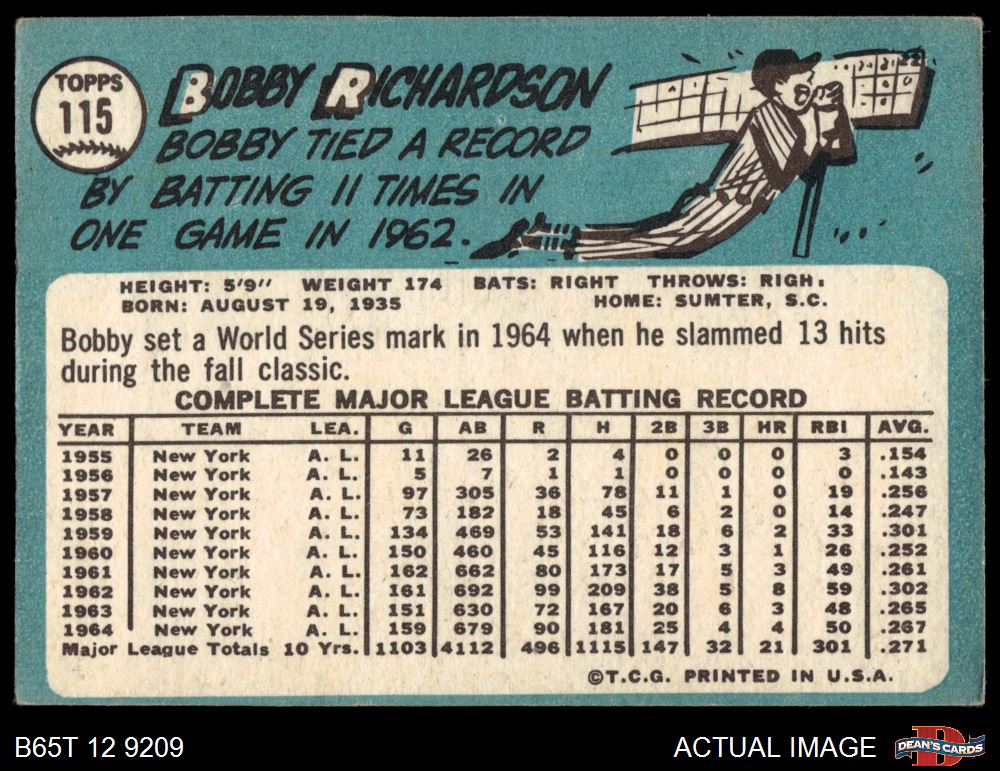 TOPPS
115
BOBBY RICHARDSON
BOBBY TIED A RECORD
BY BATTING 11 TIMES IN
ONE GAME IN 1962.
HEIGHT: 5'9" WEIGHT 174 BATS: RIGHT THROWS: RIGH.
BORN: AUGUST 19, 1935 HOME: SUMTER, S.C.
Bobby set a World Series mark in 1964 when he slammed 13 hits
during the fall classic.
COMPLETE MAJOR LEAGUE BATTING RECORD
YEAR TEAM LEA. G AB R H 2B 3B HR RBI AVG.
1955 New York A. L. 11 26 2 4 0 0 0 3 .154
1956 New York A. L. 5 7 1 1 0 0 0 0 .143
1957 New York A. L. 97 305 36 78 11 1 0 19 .256
1958 New York A. L. 73 182 18 45 6 2 0 14 .247
1959 New York A. L. 134 469 53 141 18 6 2 33 .301
1960 New York A. L. 150 460 45 116 12 3 1 26 .252
1961 New York A. L. 162 662 80 173 17 5 3 49 .261
1962 New York A. L. 161 692 99 209 38 5 8 59 .302
1963 New York A. L. 151 630 72 167 20 6 3 48 .265
1964 New York A. L. 159 679 90 181 25 4 4 50 .267
Major League Totals 10 Yrs. 1103 4112 496 1115 147 32 21 301 .271
©T.C.G. PRINTED IN U.S.A.
B65T 12 9209 ACTUAL IMAGE DEAN'S CARDS